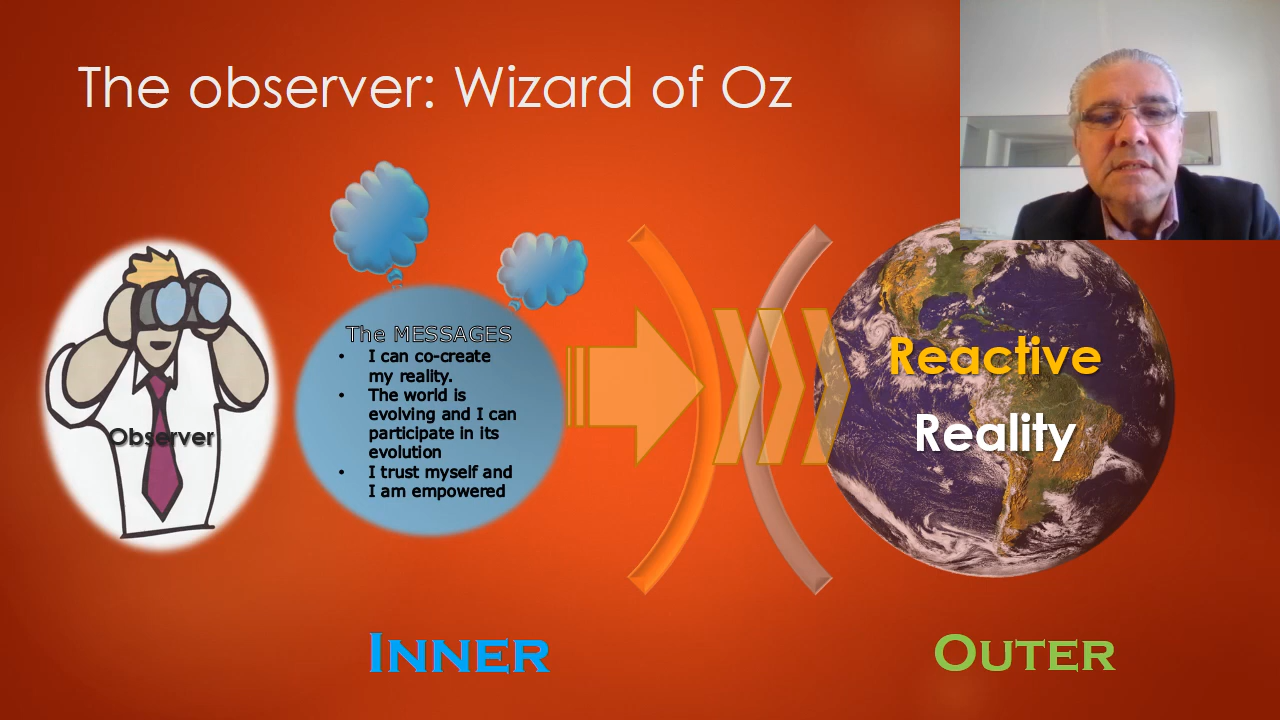 The observer: Wizard of Oz
Observer
The MESSAGES
• I can co-create
my reality.
• The world is
evolving and I can
participate in its
evolution
• I trust myself and
I am empowered
Reactive
Reality
INNER
OUTER